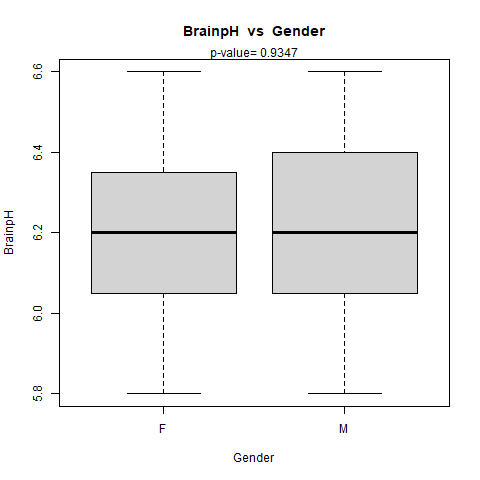 BrainpH vs Gender
p-value= 0.9347
6.6
6.4
6.2
6.0
5.8
BrainpH
F M
Gender